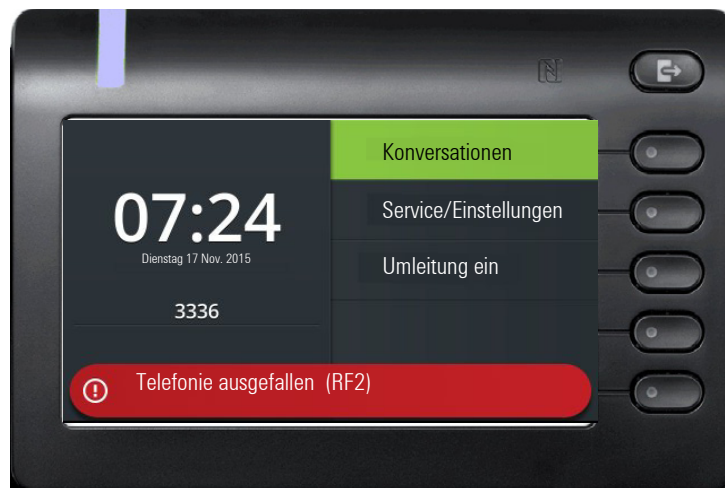 07:24
Dienstag 17 Nov. 2015
3336
Konversationen
Service/Einstellungen
Umleitung ein
Telefonie ausgefallen (RF2)